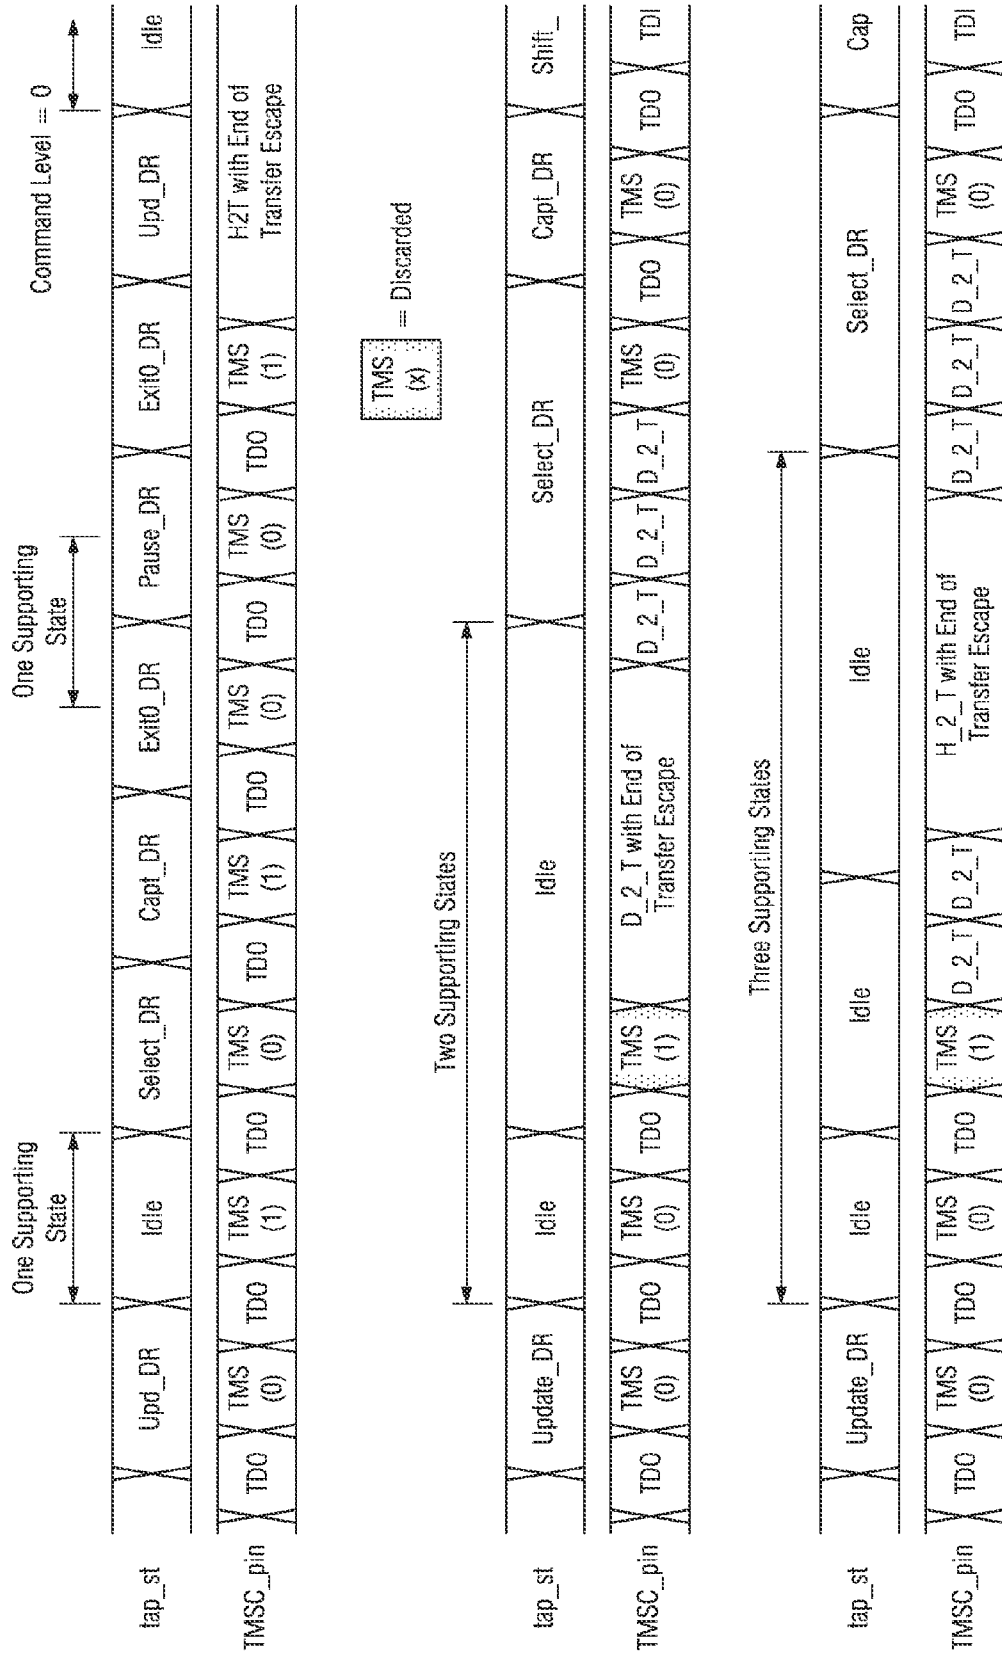 One Supporting State
One Supporting State
Command Level == 0
tap_st
Upd_DR
Idle
Select_DR
Capt_DR
Exit0_DR
Pause_DR
Exit0_DR
Upd_DR
Idle
TMSC_pin
TDO
TMS (0)
TDO
TMS (1)
TDO
TMS (0)
TDO
TMS (1)
TDO
TMS (0)
TDO
TMS (0)
TDO
TMS (1)
H2T with End of Transfer Escape
TMS (x)
= Discarded
Two Supporting States
tap_st
Update_DR
Idle
Idle
Select_DR
Capt_DR
Shift_
TMSC_pin
TDO
TMS (0)
TDO
TMS (0)
TDO
TMS (1)
D_2_T with End of Transfer Escape
D_2_T
D_2_T
D_2_T
TMS (0)
TDO
TMS (0)
TDO
TDI
Three Supporting States
tap_st
Update_DR
Idle
Idle
Idle
Select_DR
Cap
TMSC_pin
TDO
TMS (0)
TDO
TMS (0)
TDO
TMS (1)
D_2_T
D_2_T
H_2_T with End of Transfer Escape
D_2_T
D_2_T
D_2_T
TMS (0)
TDO
TDI